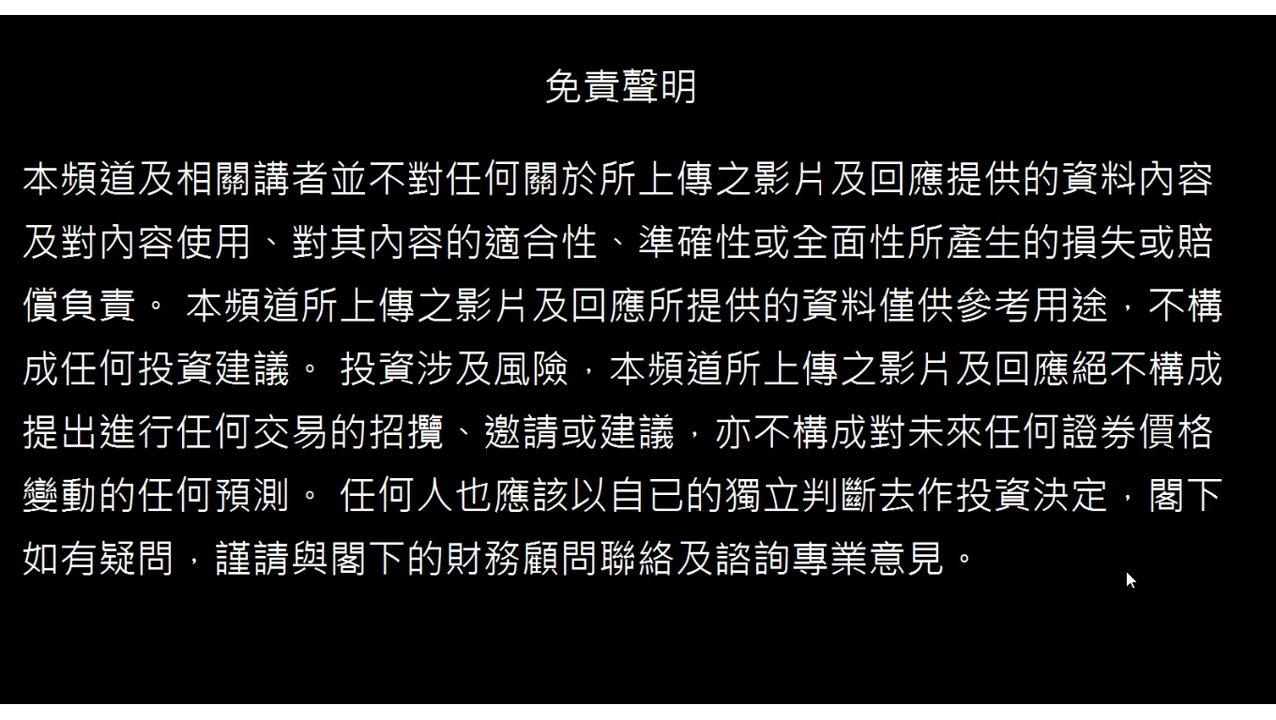 免責聲明
本頻道及相關講者並不對任何關於所上傳之影片及回應提供的資料內容
及對內容使用、對其內容的適合性、準確性或全面性所產生的損失或賠
償負責。 本頻道所上傳之影片及回應所提供的資料僅供參考用途，不構
成任何投資建議。 投資涉及風險，本頻道所上傳之影片及回應絕不構成
提出進行任何交易的招攬、邀請或建議，亦不構成對未來任何證券價格
變動的任何預測。 任何人也應該以自已的獨立判斷去作投資決定，閣下
如有疑問，謹請與閣下的財務顧問聯絡及諮詢專業意見。